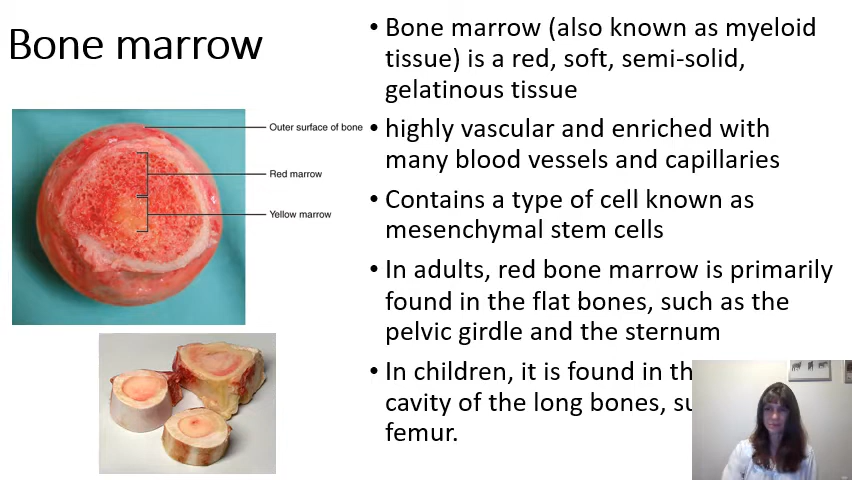 Bone marrow
Outer surface of bone
Red marrow
Yellow marrow
• Bone marrow (also known as myeloid
tissue) is a red, soft, semi-solid,
gelatinous tissue
• highly vascular and enriched with
many blood vessels and capillaries
• Contains a type of cell known as
mesenchymal stem cells
• In adults, red bone marrow is primarily
found in the flat bones, such as the
pelvic girdle and the sternum
• In children, it is found in
cavity of the long bones,
femur.